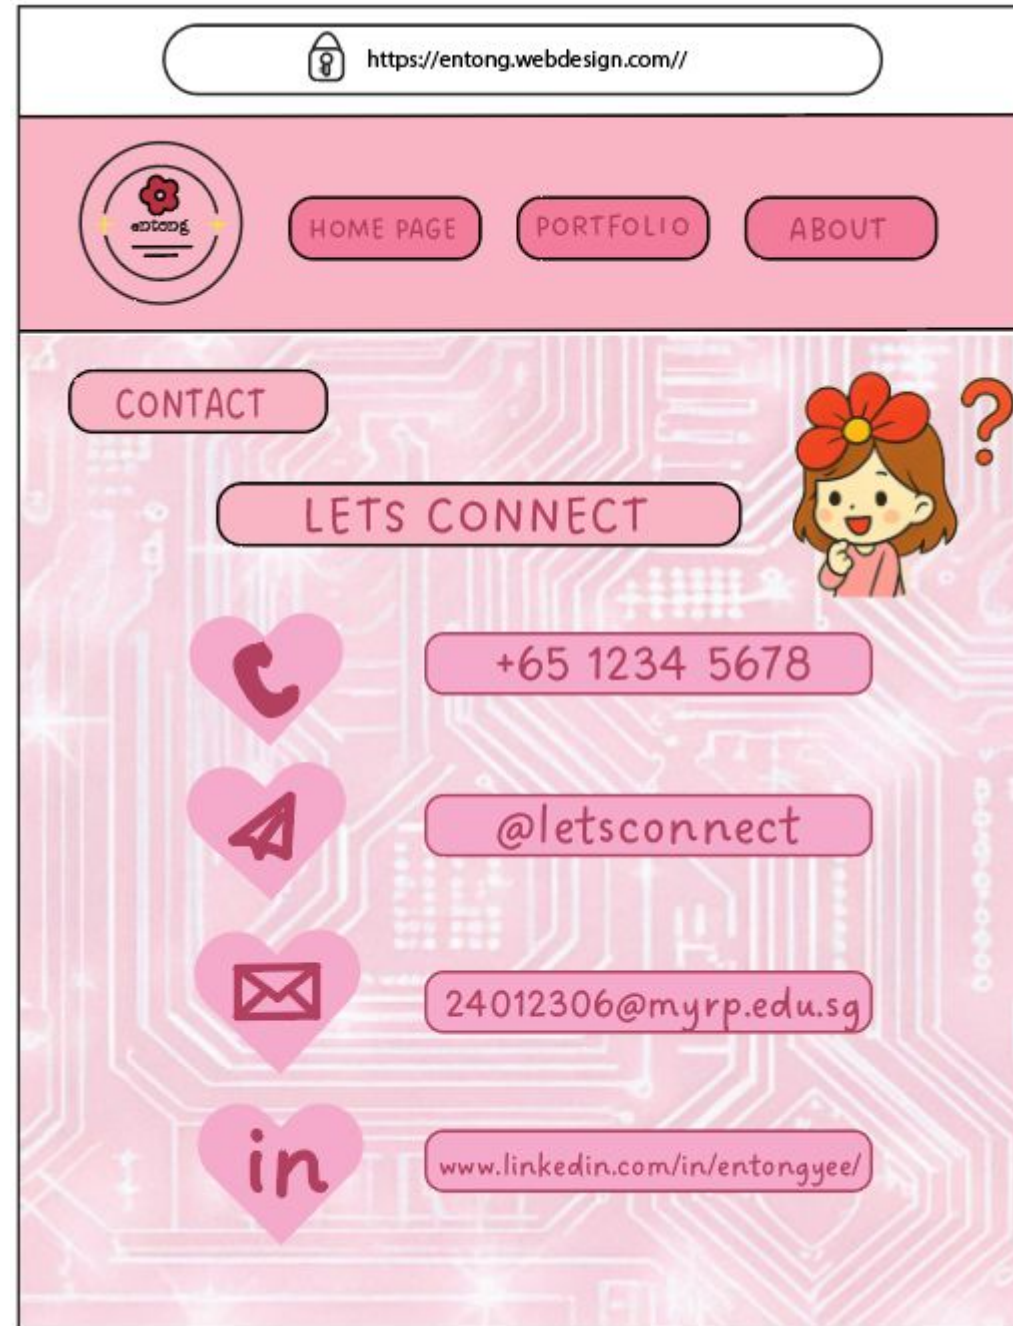 https://entong.webdesign.com//
entong
HOME PAGE
PORTFOLIO
ABOUT
CONTACT
LETS CONNECT
?
+65 1234 5678
@letsconnect
24012306@myrp.edu.sg
in
www.linkedin.com/in/entongyee/